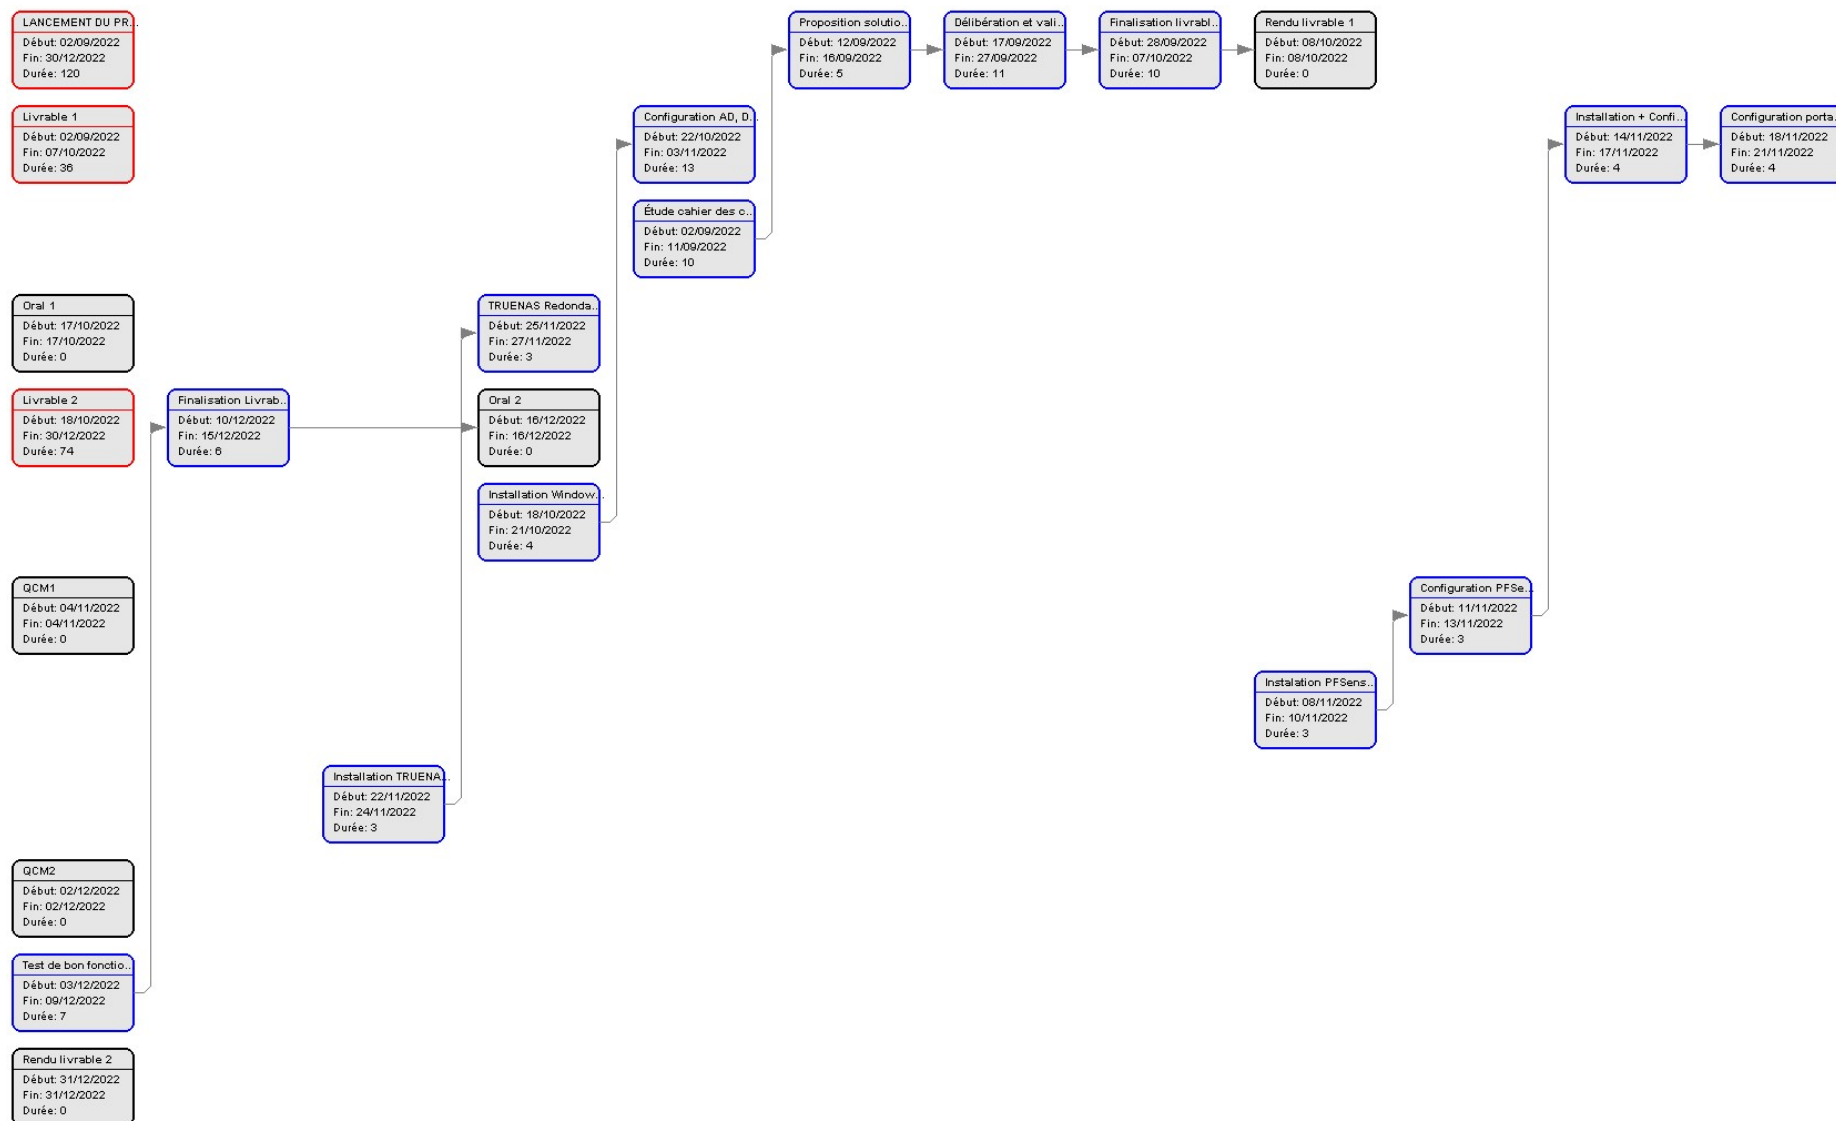 LANCEMENT DU PR..
Début: 02/09/2022
Fin: 30/12/2022
Durée: 120
Proposition solutio..
Début: 12/09/2022
Fin: 16/09/2022
Durée: 5
Délibération et vali..
Début: 17/09/2022
Fin: 27/09/2022
Durée: 11
Finalisation livrabl..
Début: 28/09/2022
Fin: 07/10/2022
Durée: 10
Rendu livrable 1
Début: 08/10/2022
Fin: 08/10/2022
Durée: 0
Livrable 1
Début: 02/09/2022
Fin: 07/10/2022
Durée: 36
Configuration AD, D..
Début: 22/10/2022
Fin: 03/11/2022
Durée: 13
Installation + Confi..
Début: 14/11/2022
Fin: 17/11/2022
Durée: 4
Configuration porta
Début: 18/11/2022
Fin: 21/11/2022
Durée: 4
Étude cahier des c..
Début: 02/09/2022
Fin: 11/09/2022
Durée: 10
Oral 1
Début: 17/10/2022
Fin: 17/10/2022
Durée: 0
TRUENAS Redonda..
Début: 25/11/2022
Fin: 27/11/2022
Durée: 3
Livrable 2
Début: 18/10/2022
Fin: 30/12/2022
Durée: 74
Finalisation Livrab..
Début: 10/12/2022
Fin: 15/12/2022
Durée: 6
Oral 2
Début: 16/12/2022
Fin: 16/12/2022
Durée: 0
Installation Window..
Début: 18/10/2022
Fin: 21/10/2022
Durée: 4
QCM1
Début: 04/11/2022
Fin: 04/11/2022
Durée: 0
Configuration PFSe..
Début: 11/11/2022
Fin: 13/11/2022
Durée: 3
Instalation PFSens..
Début: 08/11/2022
Fin: 10/11/2022
Durée: 3
Installation TRUENA..
Début: 22/11/2022
Fin: 24/11/2022
Durée: 3
QCM2
Début: 02/12/2022
Fin: 02/12/2022
Durée: 0
Test de bon fonctio..
Début: 03/12/2022
Fin: 09/12/2022
Durée: 7
Rendu livrable 2
Début: 31/12/2022
Fin: 31/12/2022
Durée: 0